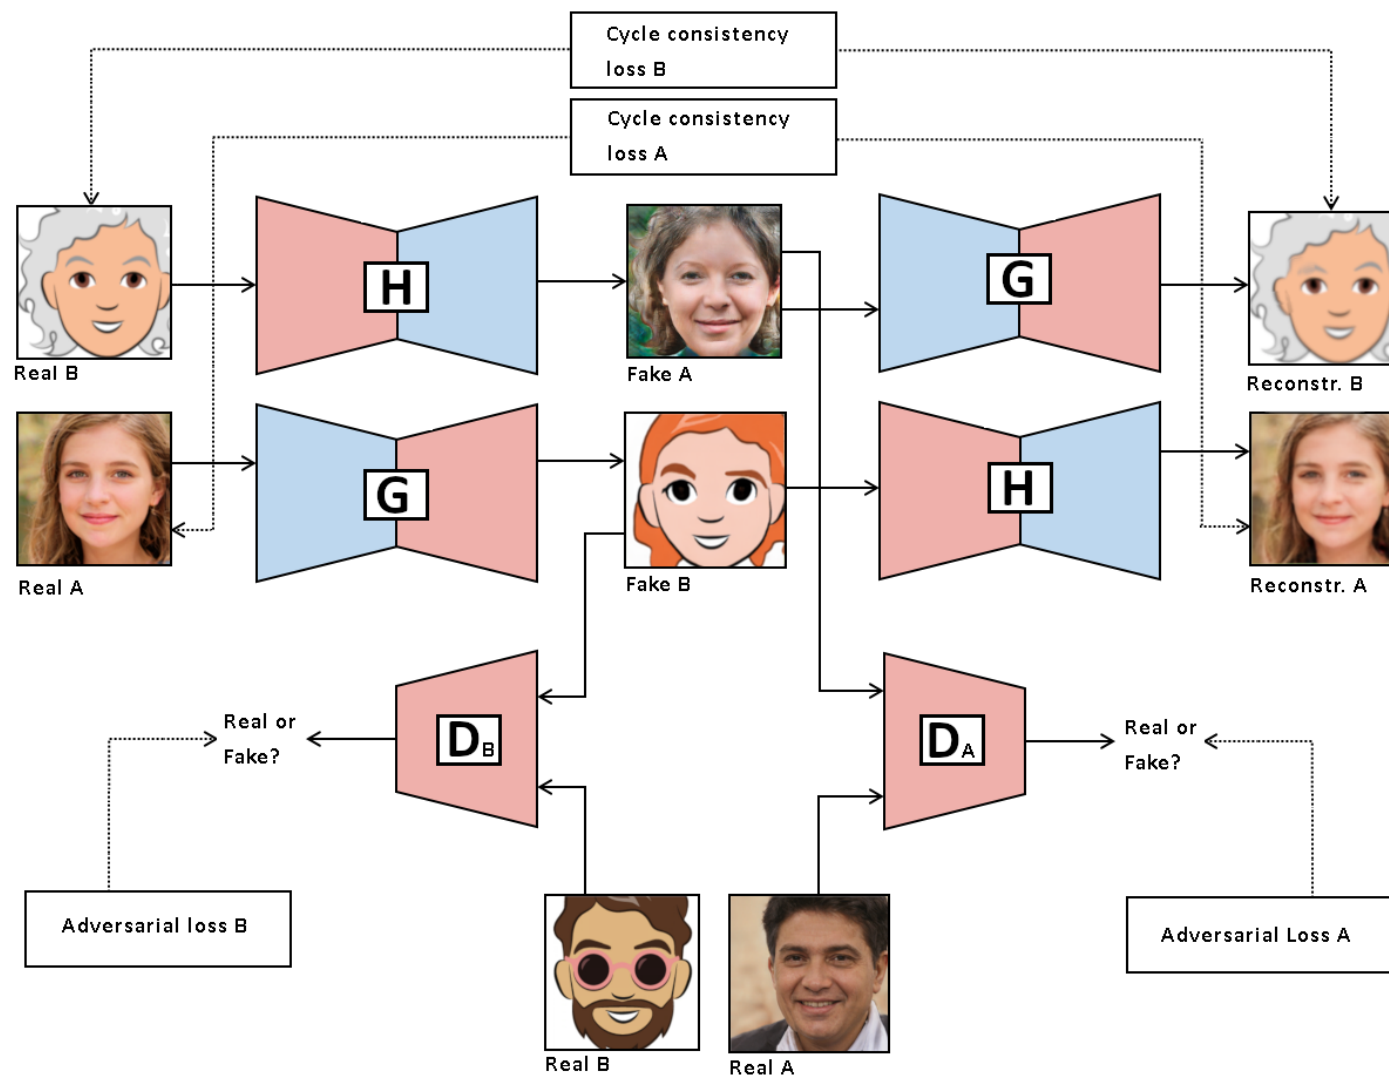 Cycle consistency
loss B
Cycle consistency
loss A
H
G
Real B
Fake A
Reconstr. B
G
H
Real A
Fake B
Reconstr. A
Real or
Fake?
DB
DA
Real or
Fake?
Adversarial loss B
Adversarial Loss A
Real B
Real A